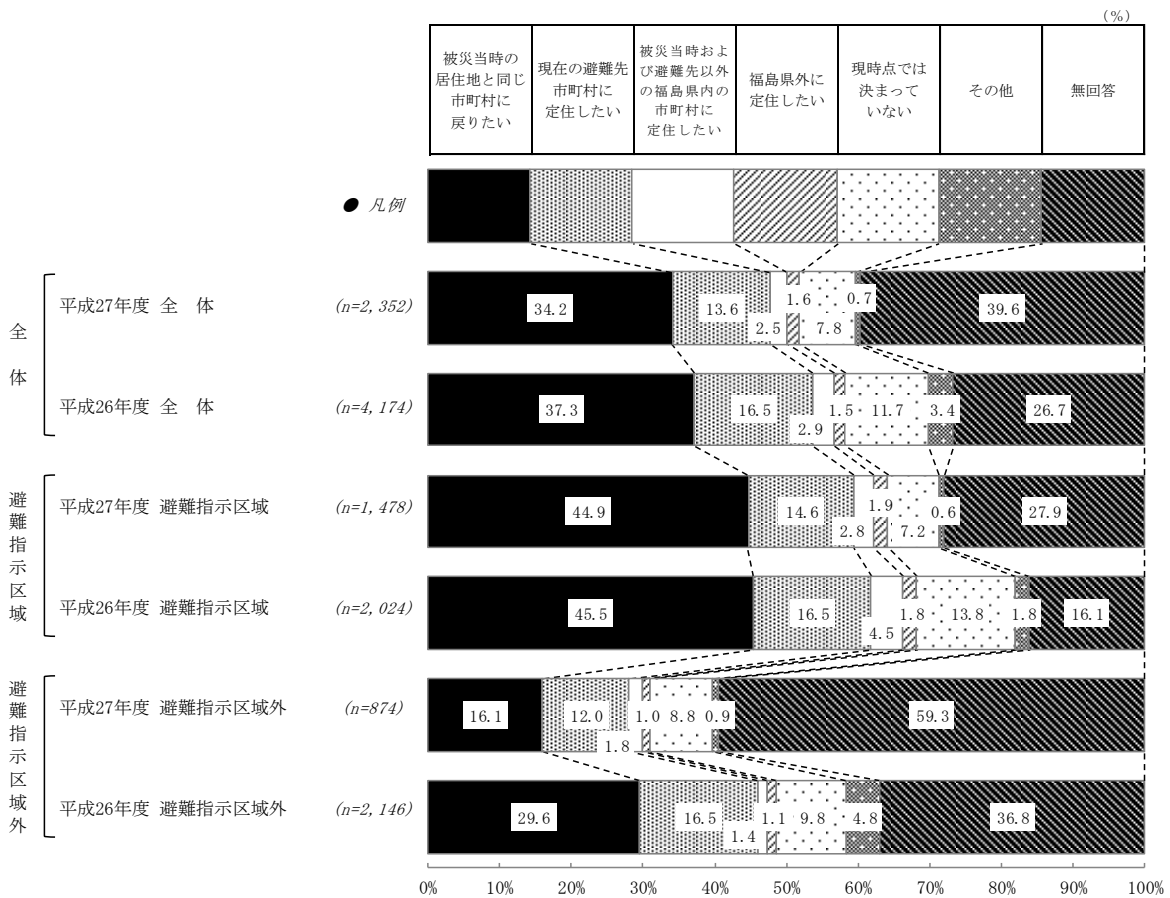 (%)
被災当時の
居住地と同じ
市町村に
戻りたい
現在の避難先
市町村に
定住したい
被災当時およ
び避難先以外
の福島県内の
市町村に
定住したい
福島県外に
定住したい
現時点では
決まって
いない
その他
無回答
● 凡例
全体
平成27年度 全 体 (n=2,352)
34.2 13.6 2.5 1.6 7.8 0.7 39.6
平成26年度 全 体 (n=4,174)
37.3 16.5 2.9 1.5 11.7 3.4 26.7
避難指示区域
平成27年度 避難指示区域 (n=1,478)
44.9 14.6 2.8 1.9 7.2 0.6 27.9
平成26年度 避難指示区域 (n=2,024)
45.5 16.5 4.5 1.8 13.8 1.8 16.1
避難指示区域外
平成27年度 避難指示区域外 (n=874)
16.1 12.0 1.8 1.0 8.8 0.9 59.3
平成26年度 避難指示区域外 (n=2,146)
29.6 16.5 1.4 1.1 9.8 4.8 36.8
0% 10% 20% 30% 40% 50% 60% 70% 80% 90% 100%